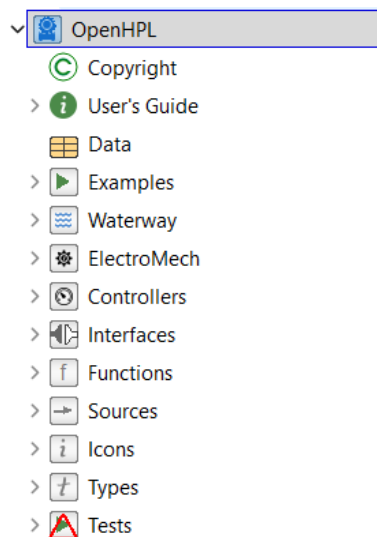 OpenHPL
Copyright
User's Guide
Data
Examples
Waterway
ElectroMech
Controllers
Interfaces
Functions
Sources
Icons
Types
Tests